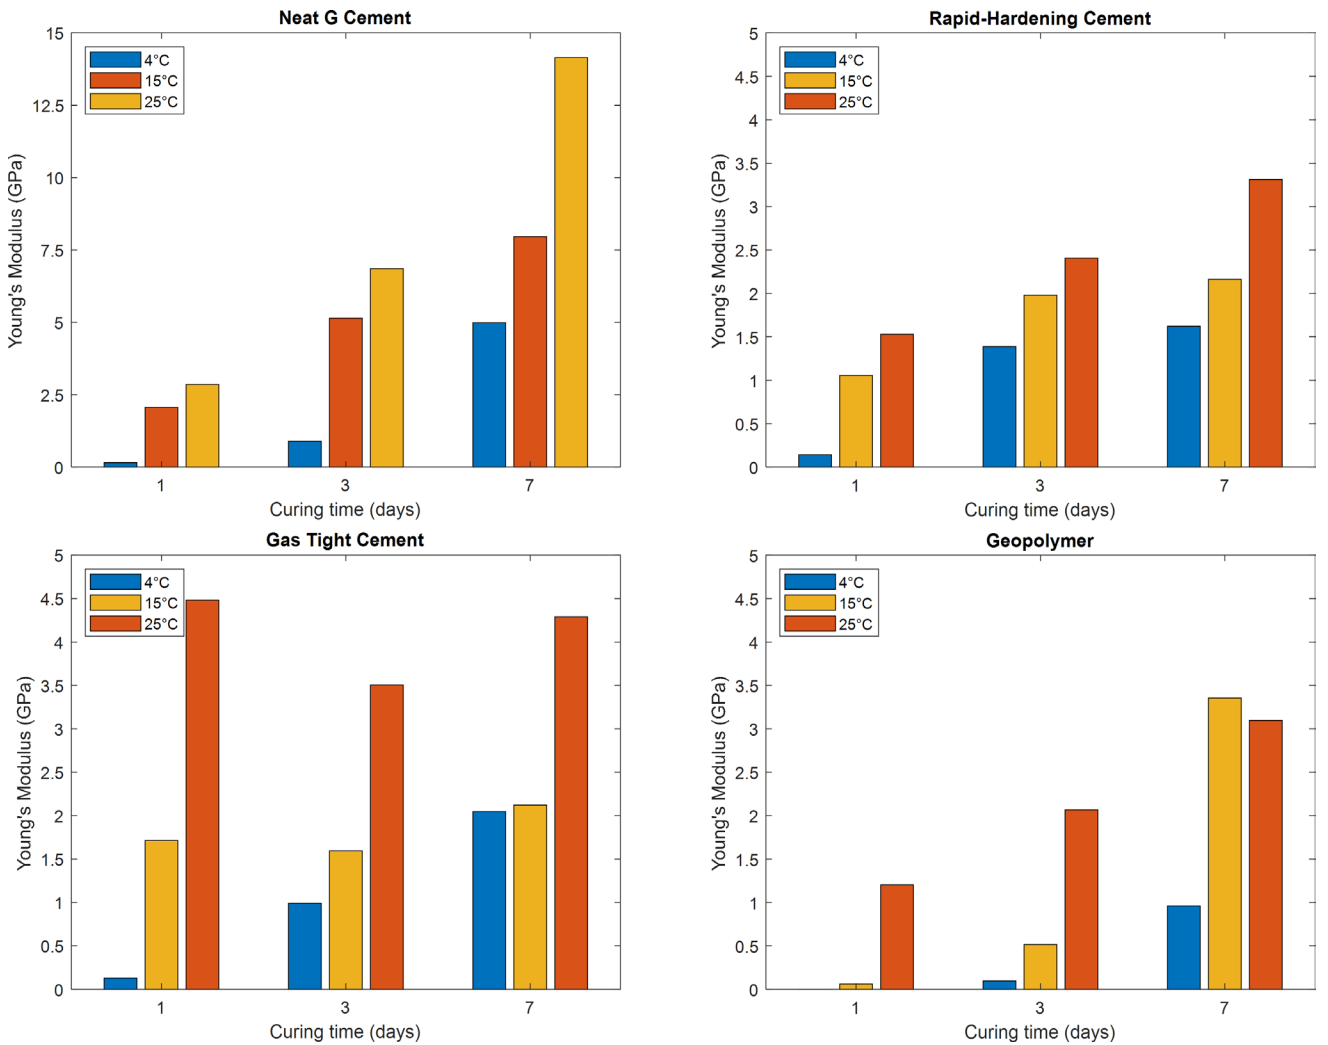 Neat G Cement
15
12.5
10
7.5
5
2.5
0
Young's Modulus (GPa)
4°C
15°C
25°C
1 3 7
Curing time (days)
Rapid-Hardening Cement
5
4.5
4
3.5
3
2.5
2
1.5
1
0.5
0
Young's Modulus (GPa)
4°C
15°C
25°C
1 3 7
Curing time (days)
Gas Tight Cement
5
4.5
4
3.5
3
2.5
2
1.5
1
0.5
0
Young's Modulus (GPa)
4°C
15°C
25°C
1 3 7
Curing time (days)
Geopolymer
5
4.5
4
3.5
3
2.5
2
1.5
1
0.5
0
Young's Modulus (GPa)
4°C
15°C
25°C
1 3 7
Curing time (days)